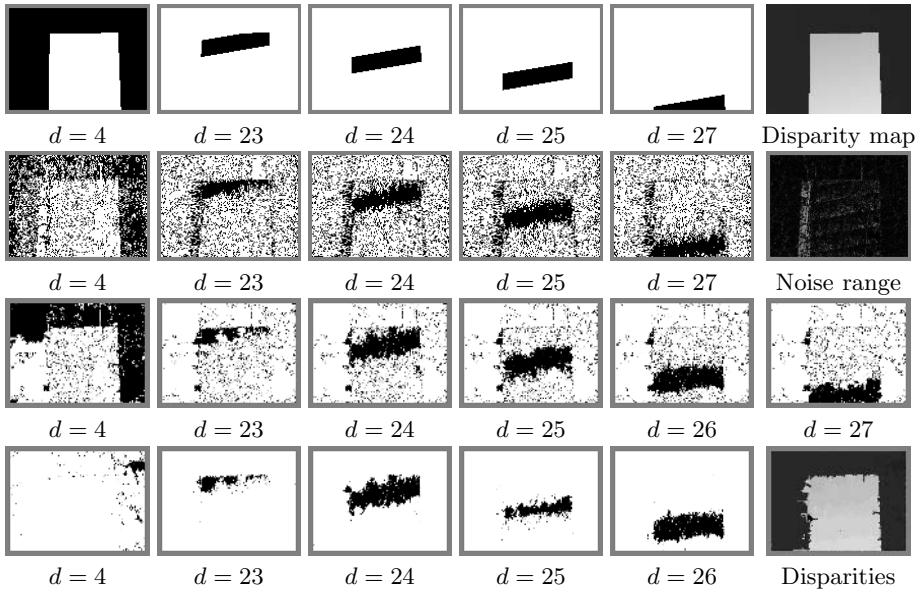 d = 4 d = 23 d = 24 d = 25 d = 27 Disparity map
d = 4 d = 23 d = 24 d = 25 d = 27 Noise range
d = 4 d = 23 d = 24 d = 25 d = 26 d = 27
d = 4 d = 23 d = 24 d = 25 d = 26 Disparities